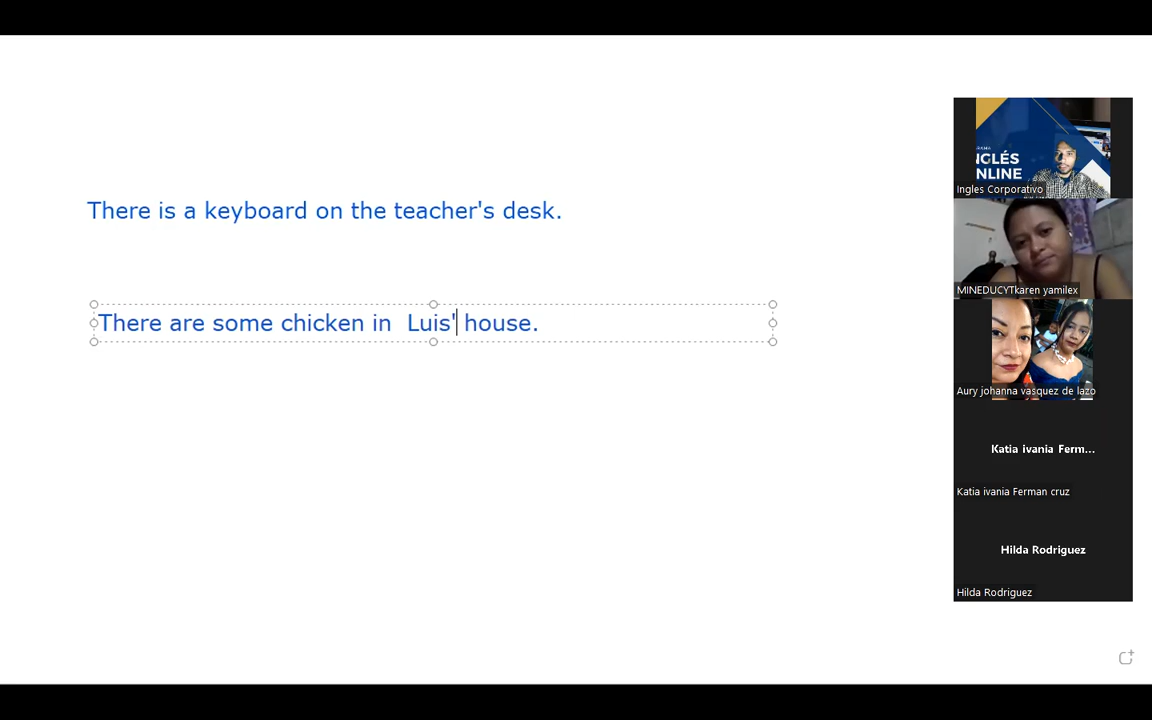 There is a keyboard on the teacher's desk.
There are some chicken in  Luis' house.
INGLÉS
NLINE
Ingles Corporativo
MINEDUCYTkaren yamilex
Aury johanna vasquez de lazo
Katia ivania Ferm...
Katia ivania Ferman cruz
Hilda Rodriguez
Hilda Rodriguez